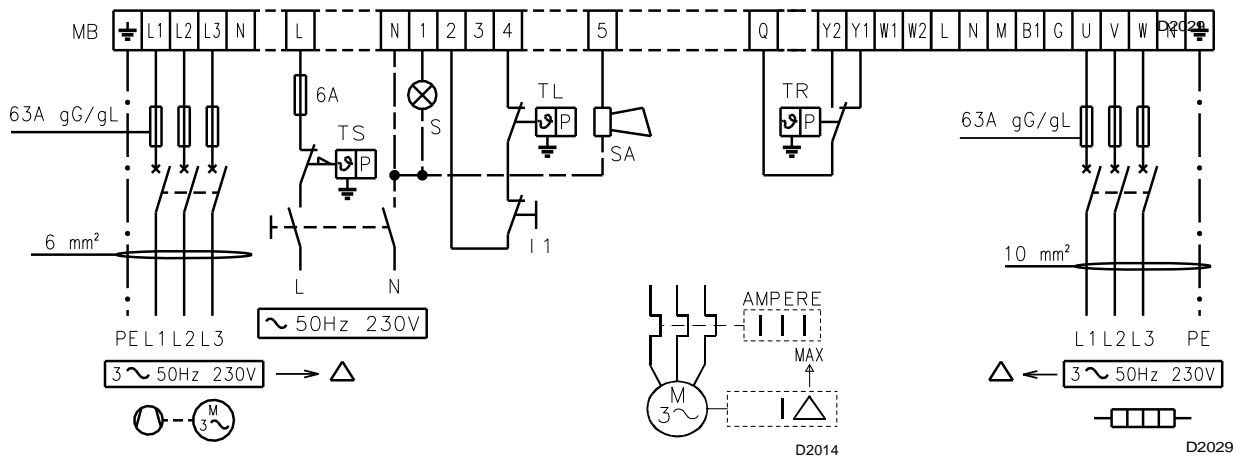 MB L1 L2 L3 N L N 1 2 3 4 5 Q Y2 Y1 W1 W2 L N M B1 G U V W N
D2029
63A gG/gL
6A
TS
ϑ P
S
TL
ϑ P
SA
TR
ϑ P
63A gG/gL
6 mm²
I1
10 mm²
L N
~ 50Hz 230V
PE L1 L2 L3
3~ 50Hz 230V → △
M
3~
AMPERE
MAX
M
3~
I △
D2014
L1 L2 L3 PE
△ ← 3~ 50Hz 230V
D2029